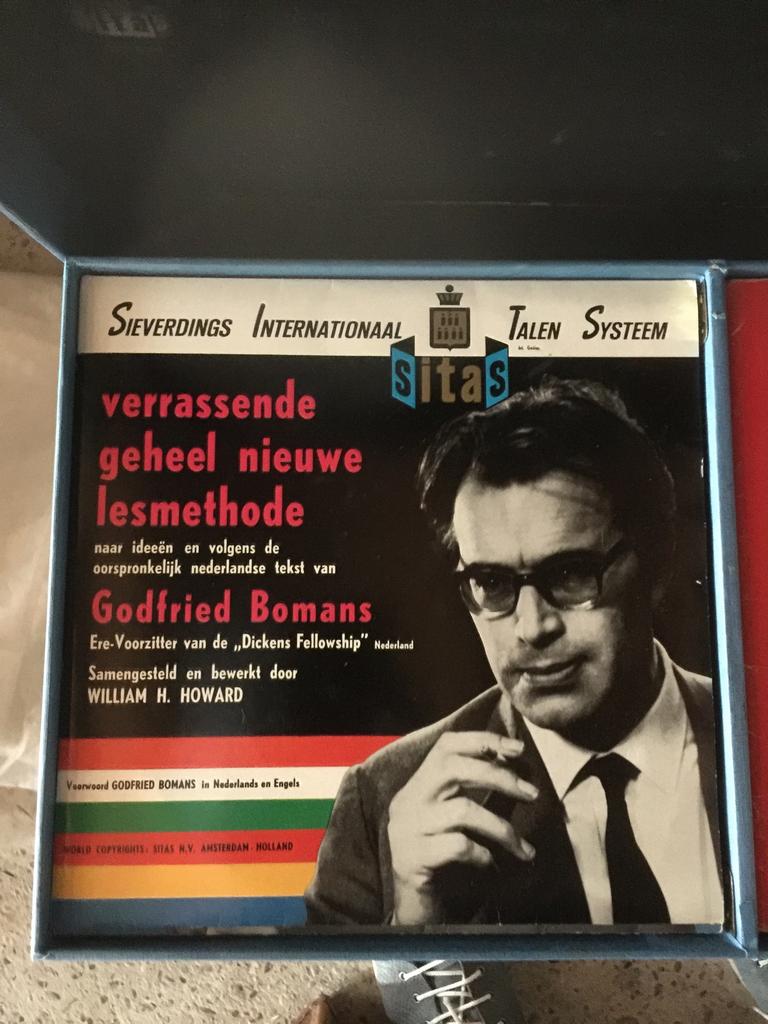 Sieverdings Internationaal Talen Systeem
sitas
verrassende
geheel nieuwe
lesmethode
naar ideeën en volgens de
oorspronkelijk nederlandse tekst van
Godfried Bomans
Ere-Voorzitter van de „Dickens Fellowship” Nederland
Samengesteld en bewerkt door
WILLIAM H. HOWARD
Voorwoord GODFRIED BOMANS in Nederlands en Engels
WORLD COPYRIGHTS: SITAS N.V. AMSTERDAM - HOLLAND